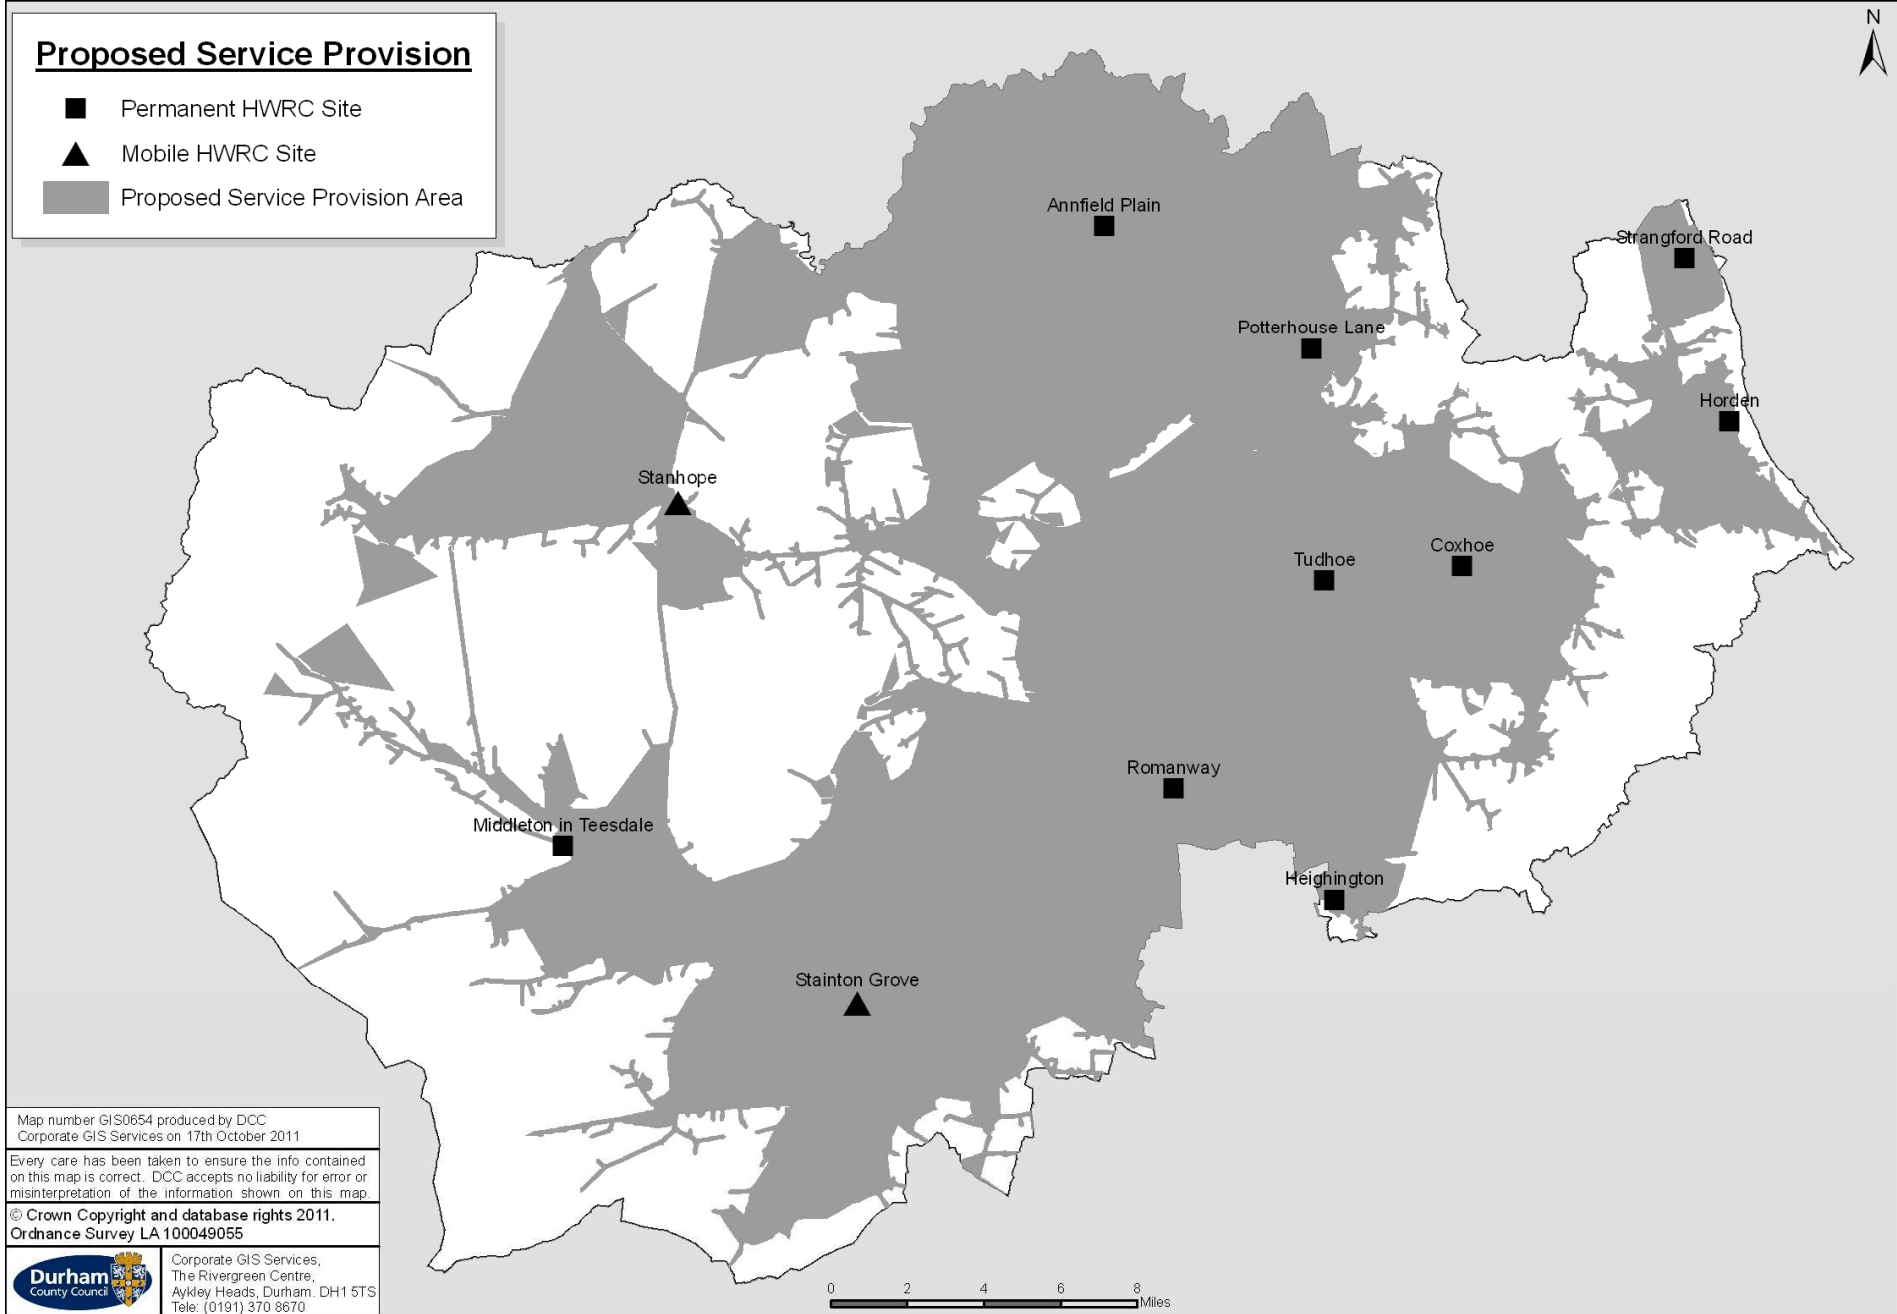 Proposed Service Provision
Permanent HWRC Site
Mobile HWRC Site
Proposed Service Provision Area
N
Annfield Plain
Strangford Road
Potterhouse Lane
Horden
Stanhope
Coxhoe
Tudhoe
Romanway
Middleton in Teesdale
Heighington
Stainton Grove
Map number GIS0654 produced by DCC
Corporate GIS Services on 17th October 2011
Every care has been taken to ensure the info contained
on this map is correct. DCC accepts no liability for error or
misinterpretation of the information shown on this map.
© Crown Copyright and database rights 2011.
Ordnance Survey LA 100049055
Durham
County Council
Corporate GIS Services,
The Rivergreen Centre,
Aykley Heads, Durham. DH1 5TS
Tele: (0191) 370 8670
0 2 4 6 8
Miles